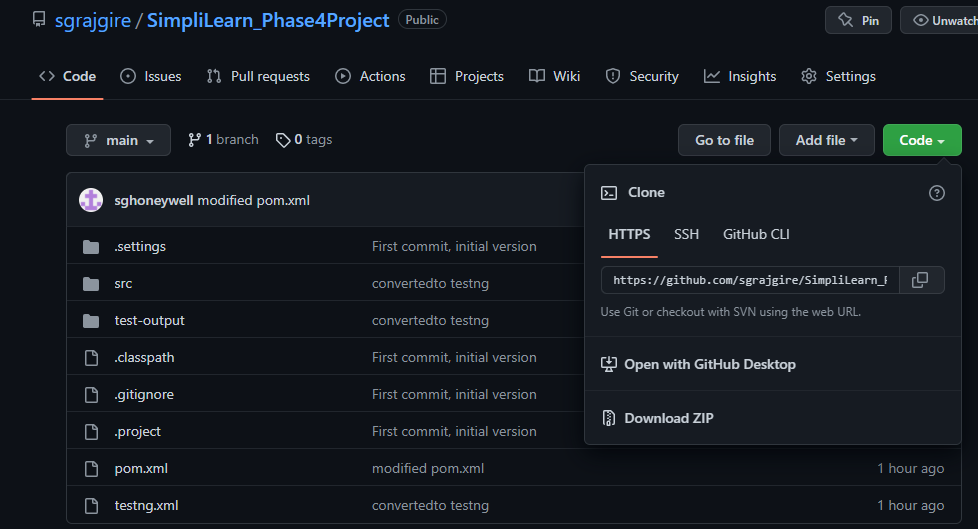 sgrajgire / SimpliLearn_Phase4Project Public Pin Unwatch
Code Issues Pull requests Actions Projects Wiki Security Insights Settings
main 1 branch 0 tags Go to file Add file Code
sghoneywell modified pom.xml
.settings First commit, initial version
src convertedto testng
test-output convertedto testng
.classpath First commit, initial version
.gitignore First commit, initial version
.project First commit, initial version
pom.xml modified pom.xml 1 hour ago
testng.xml convertedto testng 1 hour ago
Clone
HTTPS SSH GitHub CLI
https://github.com/sgrajgire/SimpliLearn_
Use Git or checkout with SVN using the web URL.
Open with GitHub Desktop
Download ZIP